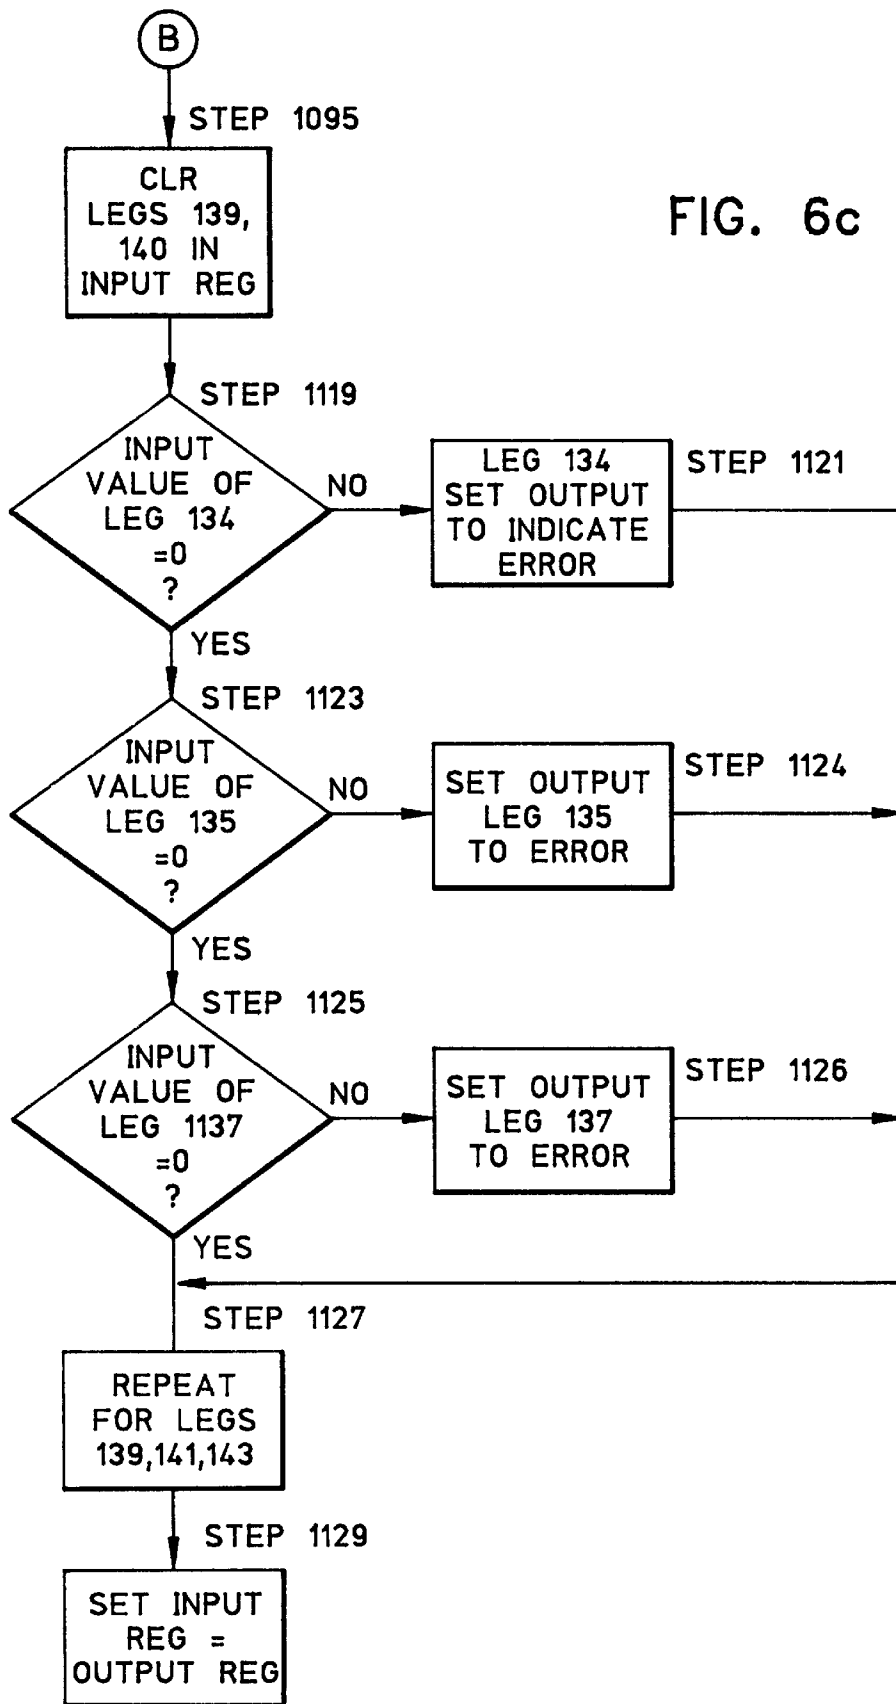 B
STEP 1095
CLR
LEGS 139,
140 IN
INPUT REG
FIG. 6c
STEP 1119
INPUT
VALUE OF
LEG 134
=0
?
NO
LEG 134
SET OUTPUT
TO INDICATE
ERROR
STEP 1121
YES
STEP 1123
INPUT
VALUE OF
LEG 135
=0
?
NO
SET OUTPUT
LEG 135
TO ERROR
STEP 1124
YES
STEP 1125
INPUT
VALUE OF
LEG 1137
=0
?
NO
SET OUTPUT
LEG 137
TO ERROR
STEP 1126
YES
STEP 1127
REPEAT
FOR LEGS
139,141,143
STEP 1129
SET INPUT
REG =
OUTPUT REG